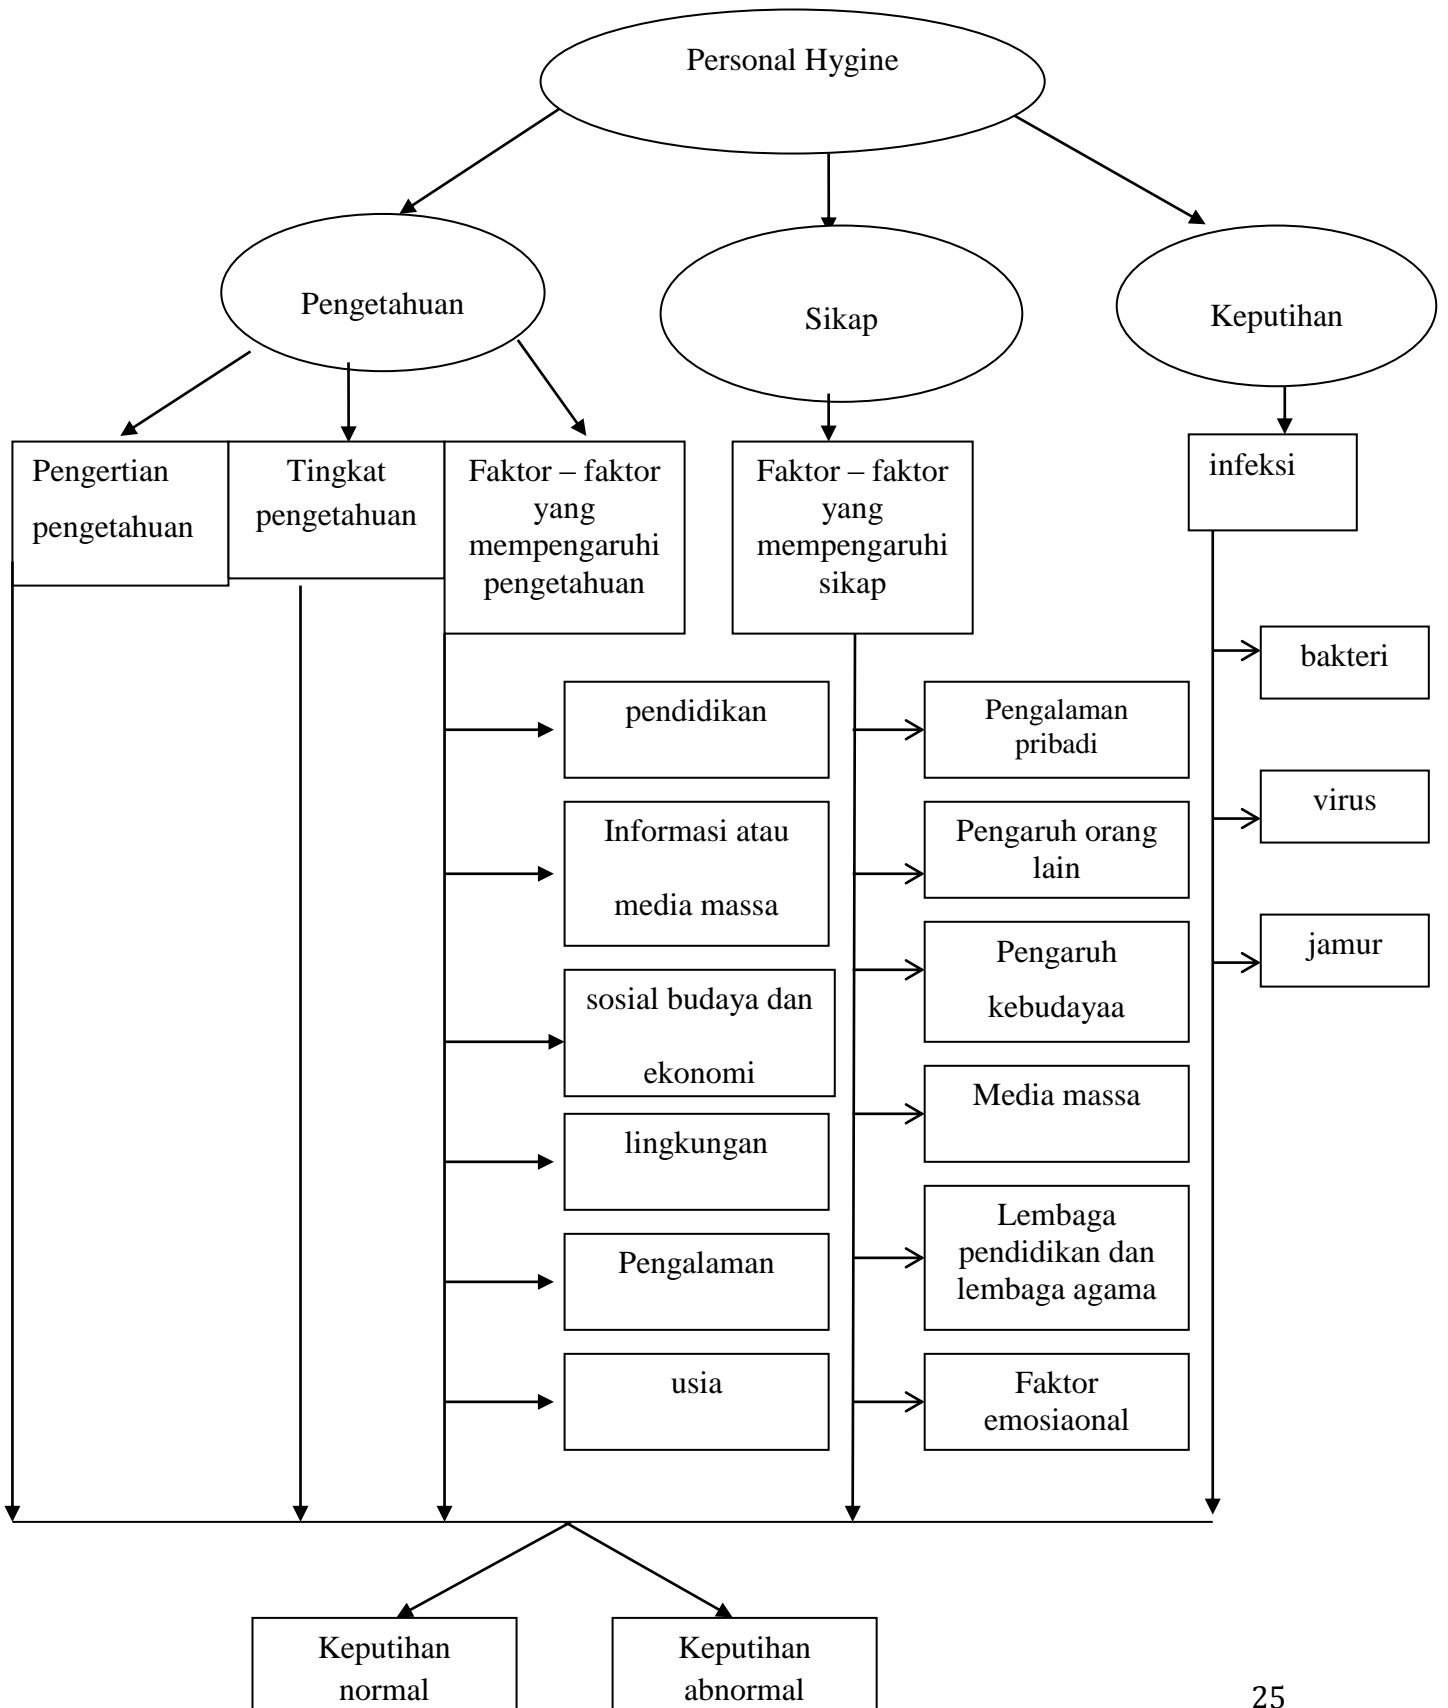 Personal Hygine
Pengetahuan
Sikap
Keputihan
Pengertian
pengetahuan
Tingkat
pengetahuan
Faktor – faktor
yang
mempengaruhi
pengetahuan
Faktor – faktor
yang
mempengaruhi
sikap
infeksi
pendidikan
Informasi atau
media massa
sosial budaya dan
ekonomi
lingkungan
Pengalaman
usia
Pengalaman
pribadi
Pengaruh orang
lain
Pengaruh
kebudayaa
Media massa
Lembaga
pendidikan dan
lembaga agama
Faktor
emosiaonal
bakteri
virus
jamur
Keputihan
normal
Keputihan
abnormal
25